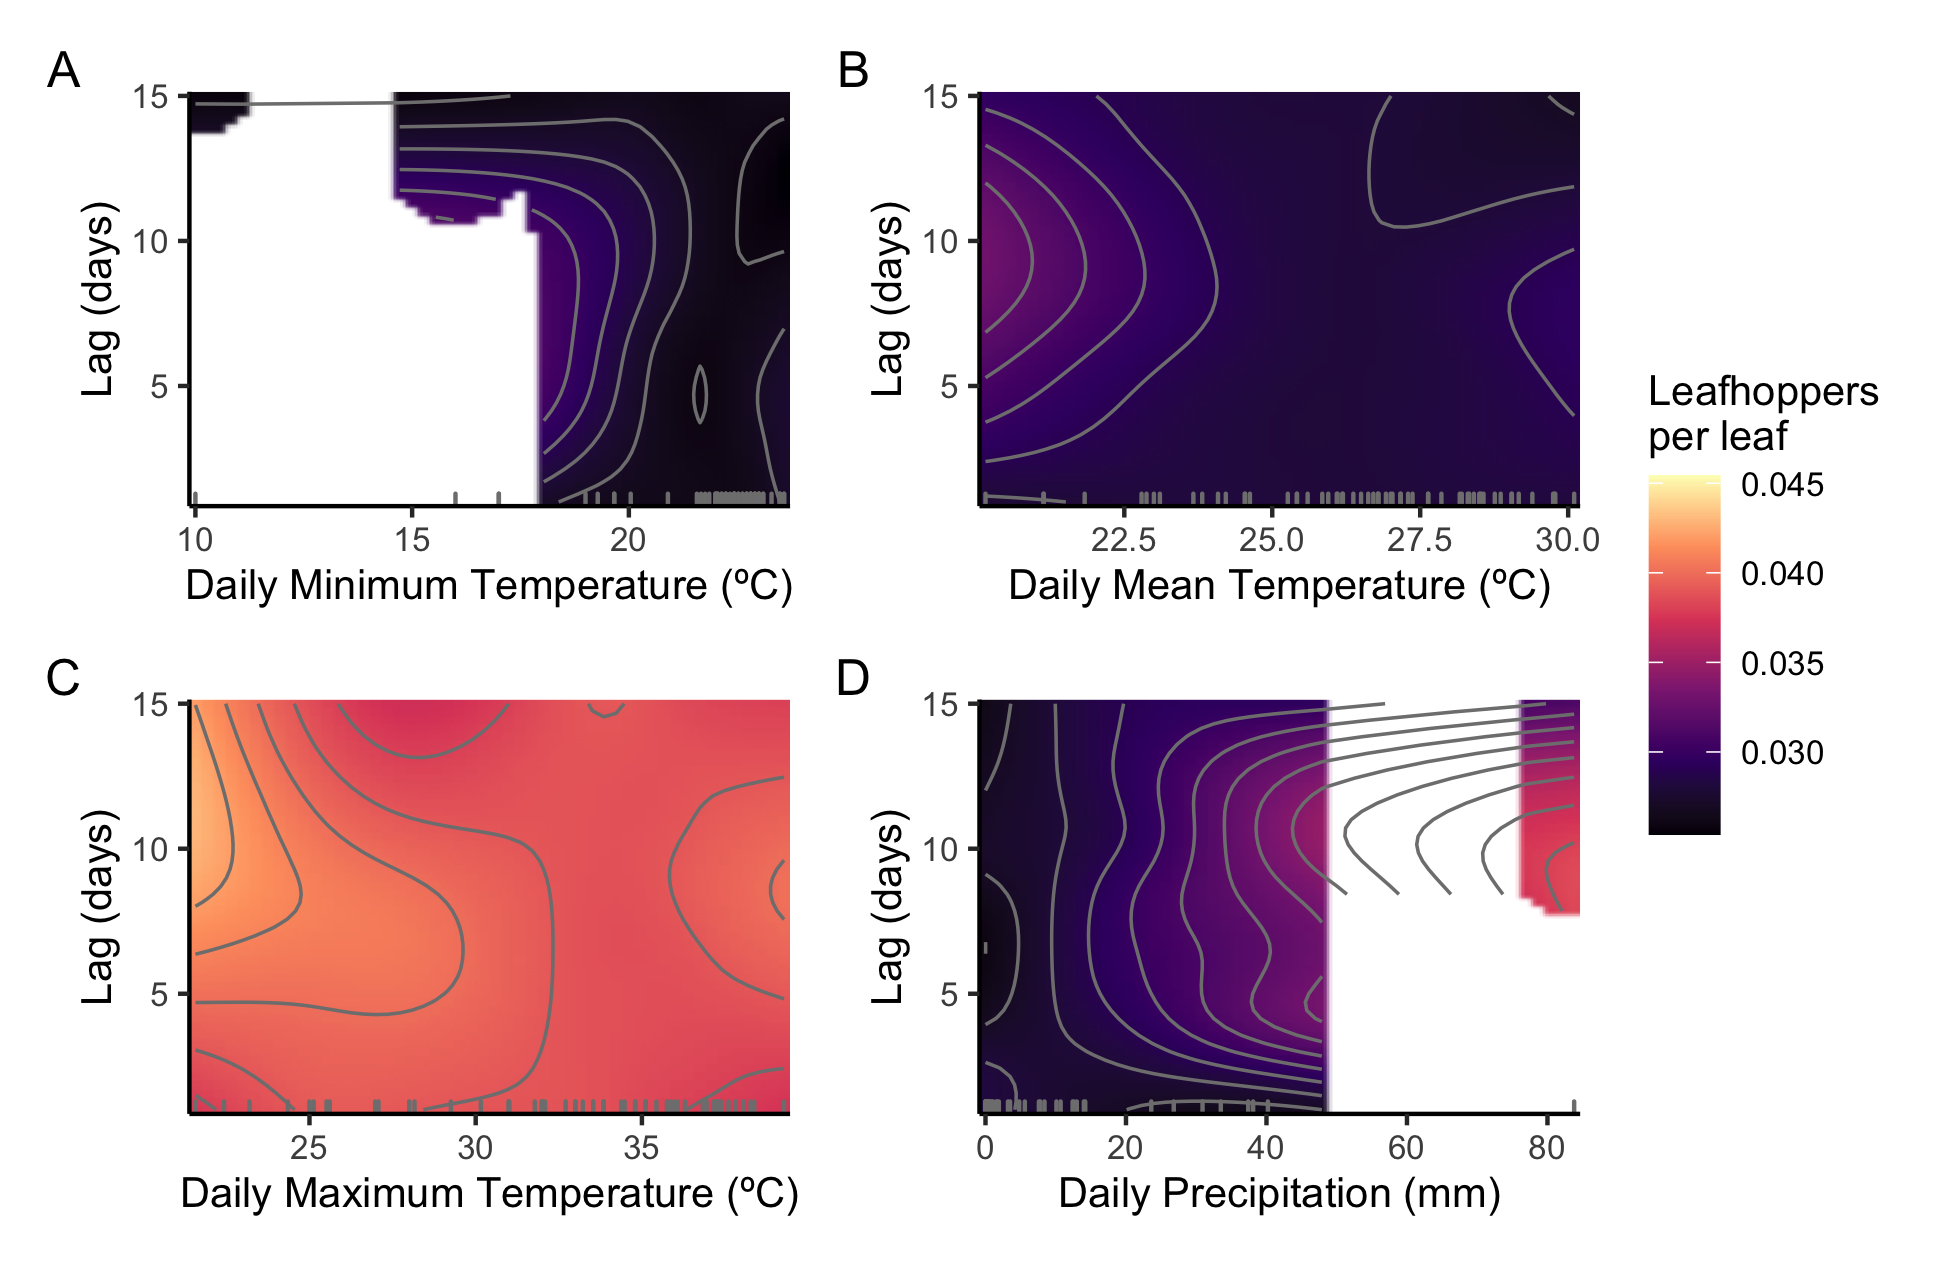 A
15
10
5
Lag (days)
10
15
20
Daily Minimum Temperature (ºC)
B
15
10
5
Lag (days)
22.5
25.0
27.5
30.0
Daily Mean Temperature (ºC)
C
15
10
5
Lag (days)
25
30
35
Daily Maximum Temperature (ºC)
D
15
10
5
Lag (days)
0
20
40
60
80
Daily Precipitation (mm)
Leafhoppers
per leaf
0.045
0.040
0.035
0.030